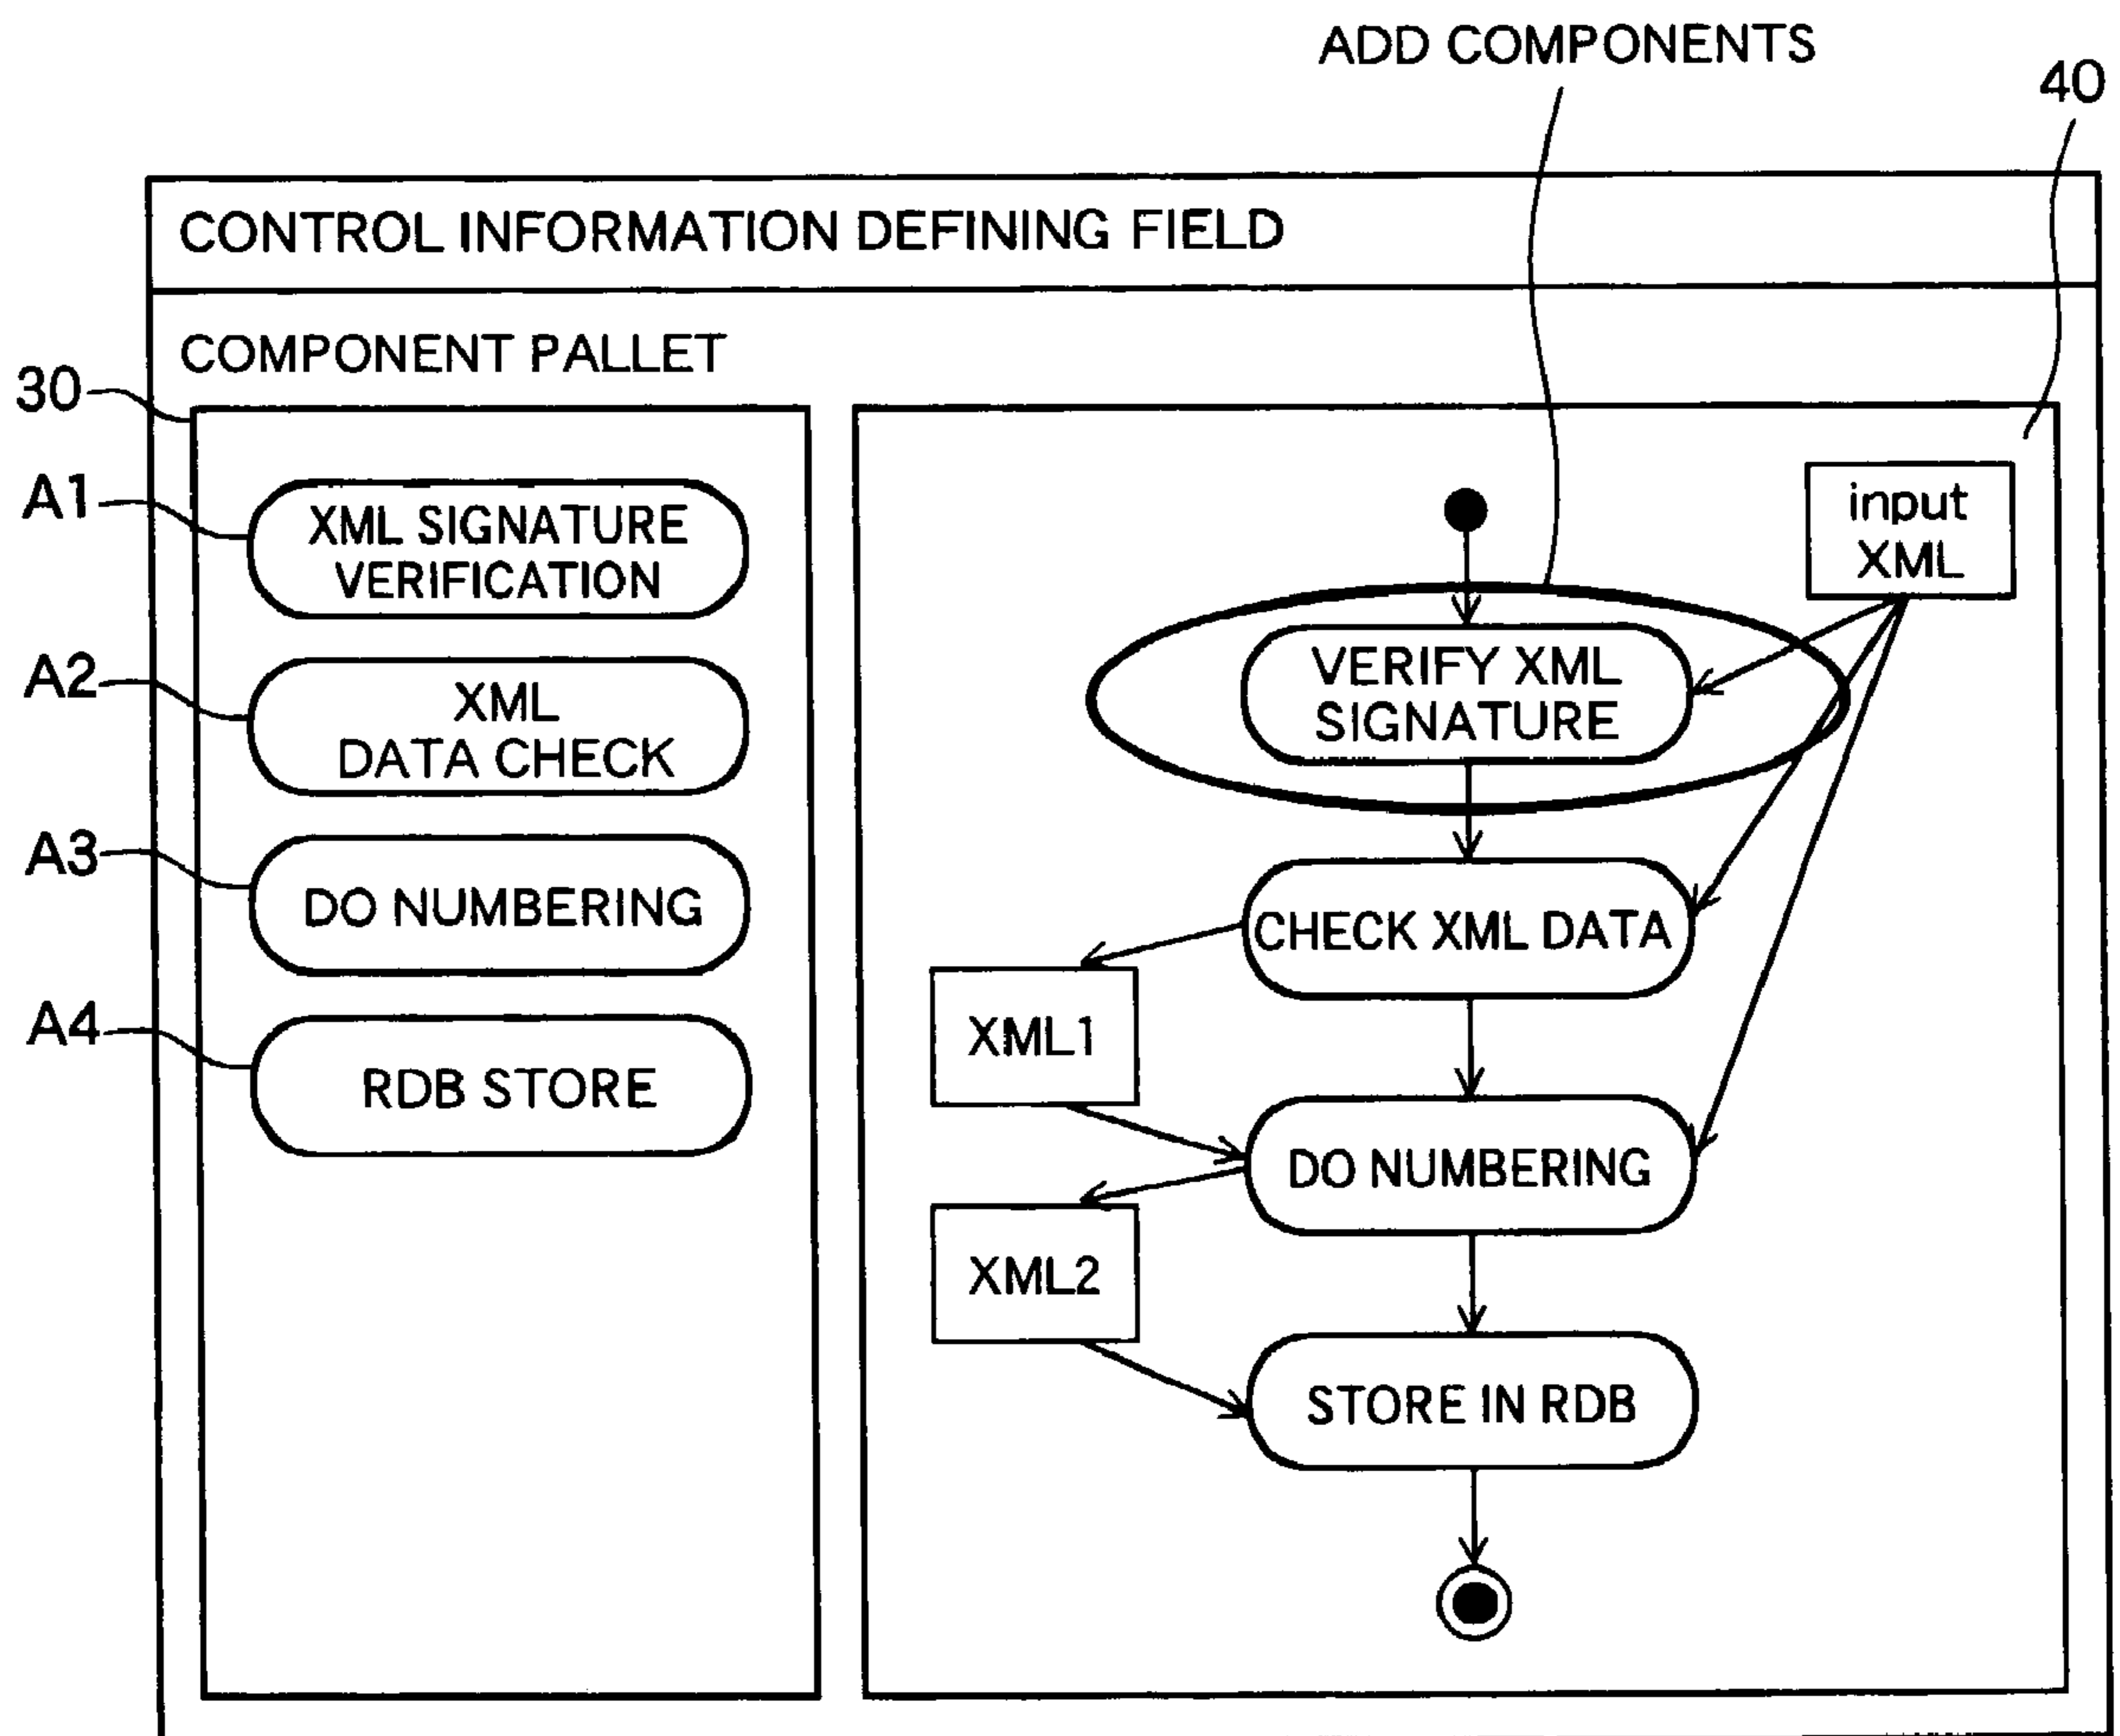 ADD COMPONENTS
40
CONTROL INFORMATION DEFINING FIELD
COMPONENT PALLET
30
A1
XML SIGNATURE
VERIFICATION
A2
XML
DATA CHECK
A3
DO NUMBERING
A4
RDB STORE
input
XML
VERIFY XML
SIGNATURE
CHECK XML DATA
XML1
DO NUMBERING
XML2
STORE IN RDB